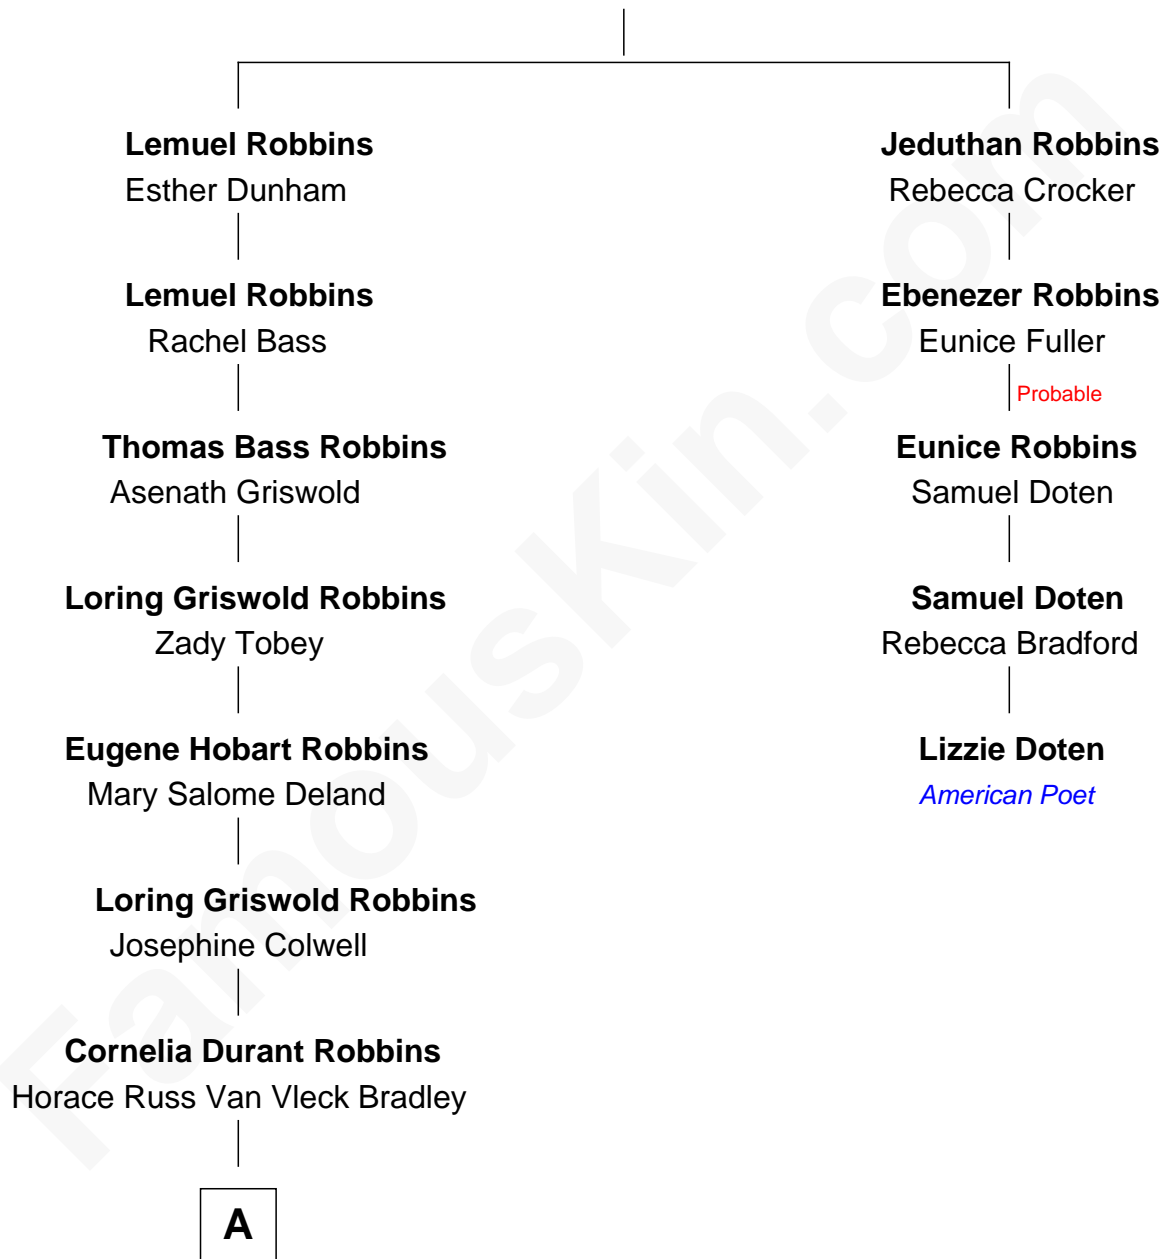 Lemuel Robbins
Esther Dunham
Lemuel Robbins
Rachel Bass
Thomas Bass Robbins
Asenath Griswold
Loring Griswold Robbins
Zady Tobey
Eugene Hobart Robbins
Mary Salome Deland
Loring Griswold Robbins
Josephine Colwell
Cornelia Durant Robbins
Horace Russ Van Vleck Bradley
A
Jeduthan Robbins
Rebecca Crocker
Ebenezer Robbins
Eunice Fuller
Probable
Eunice Robbins
Samuel Doten
Samuel Doten
Rebecca Bradford
Lizzie Doten
American Poet
FamousKin.com